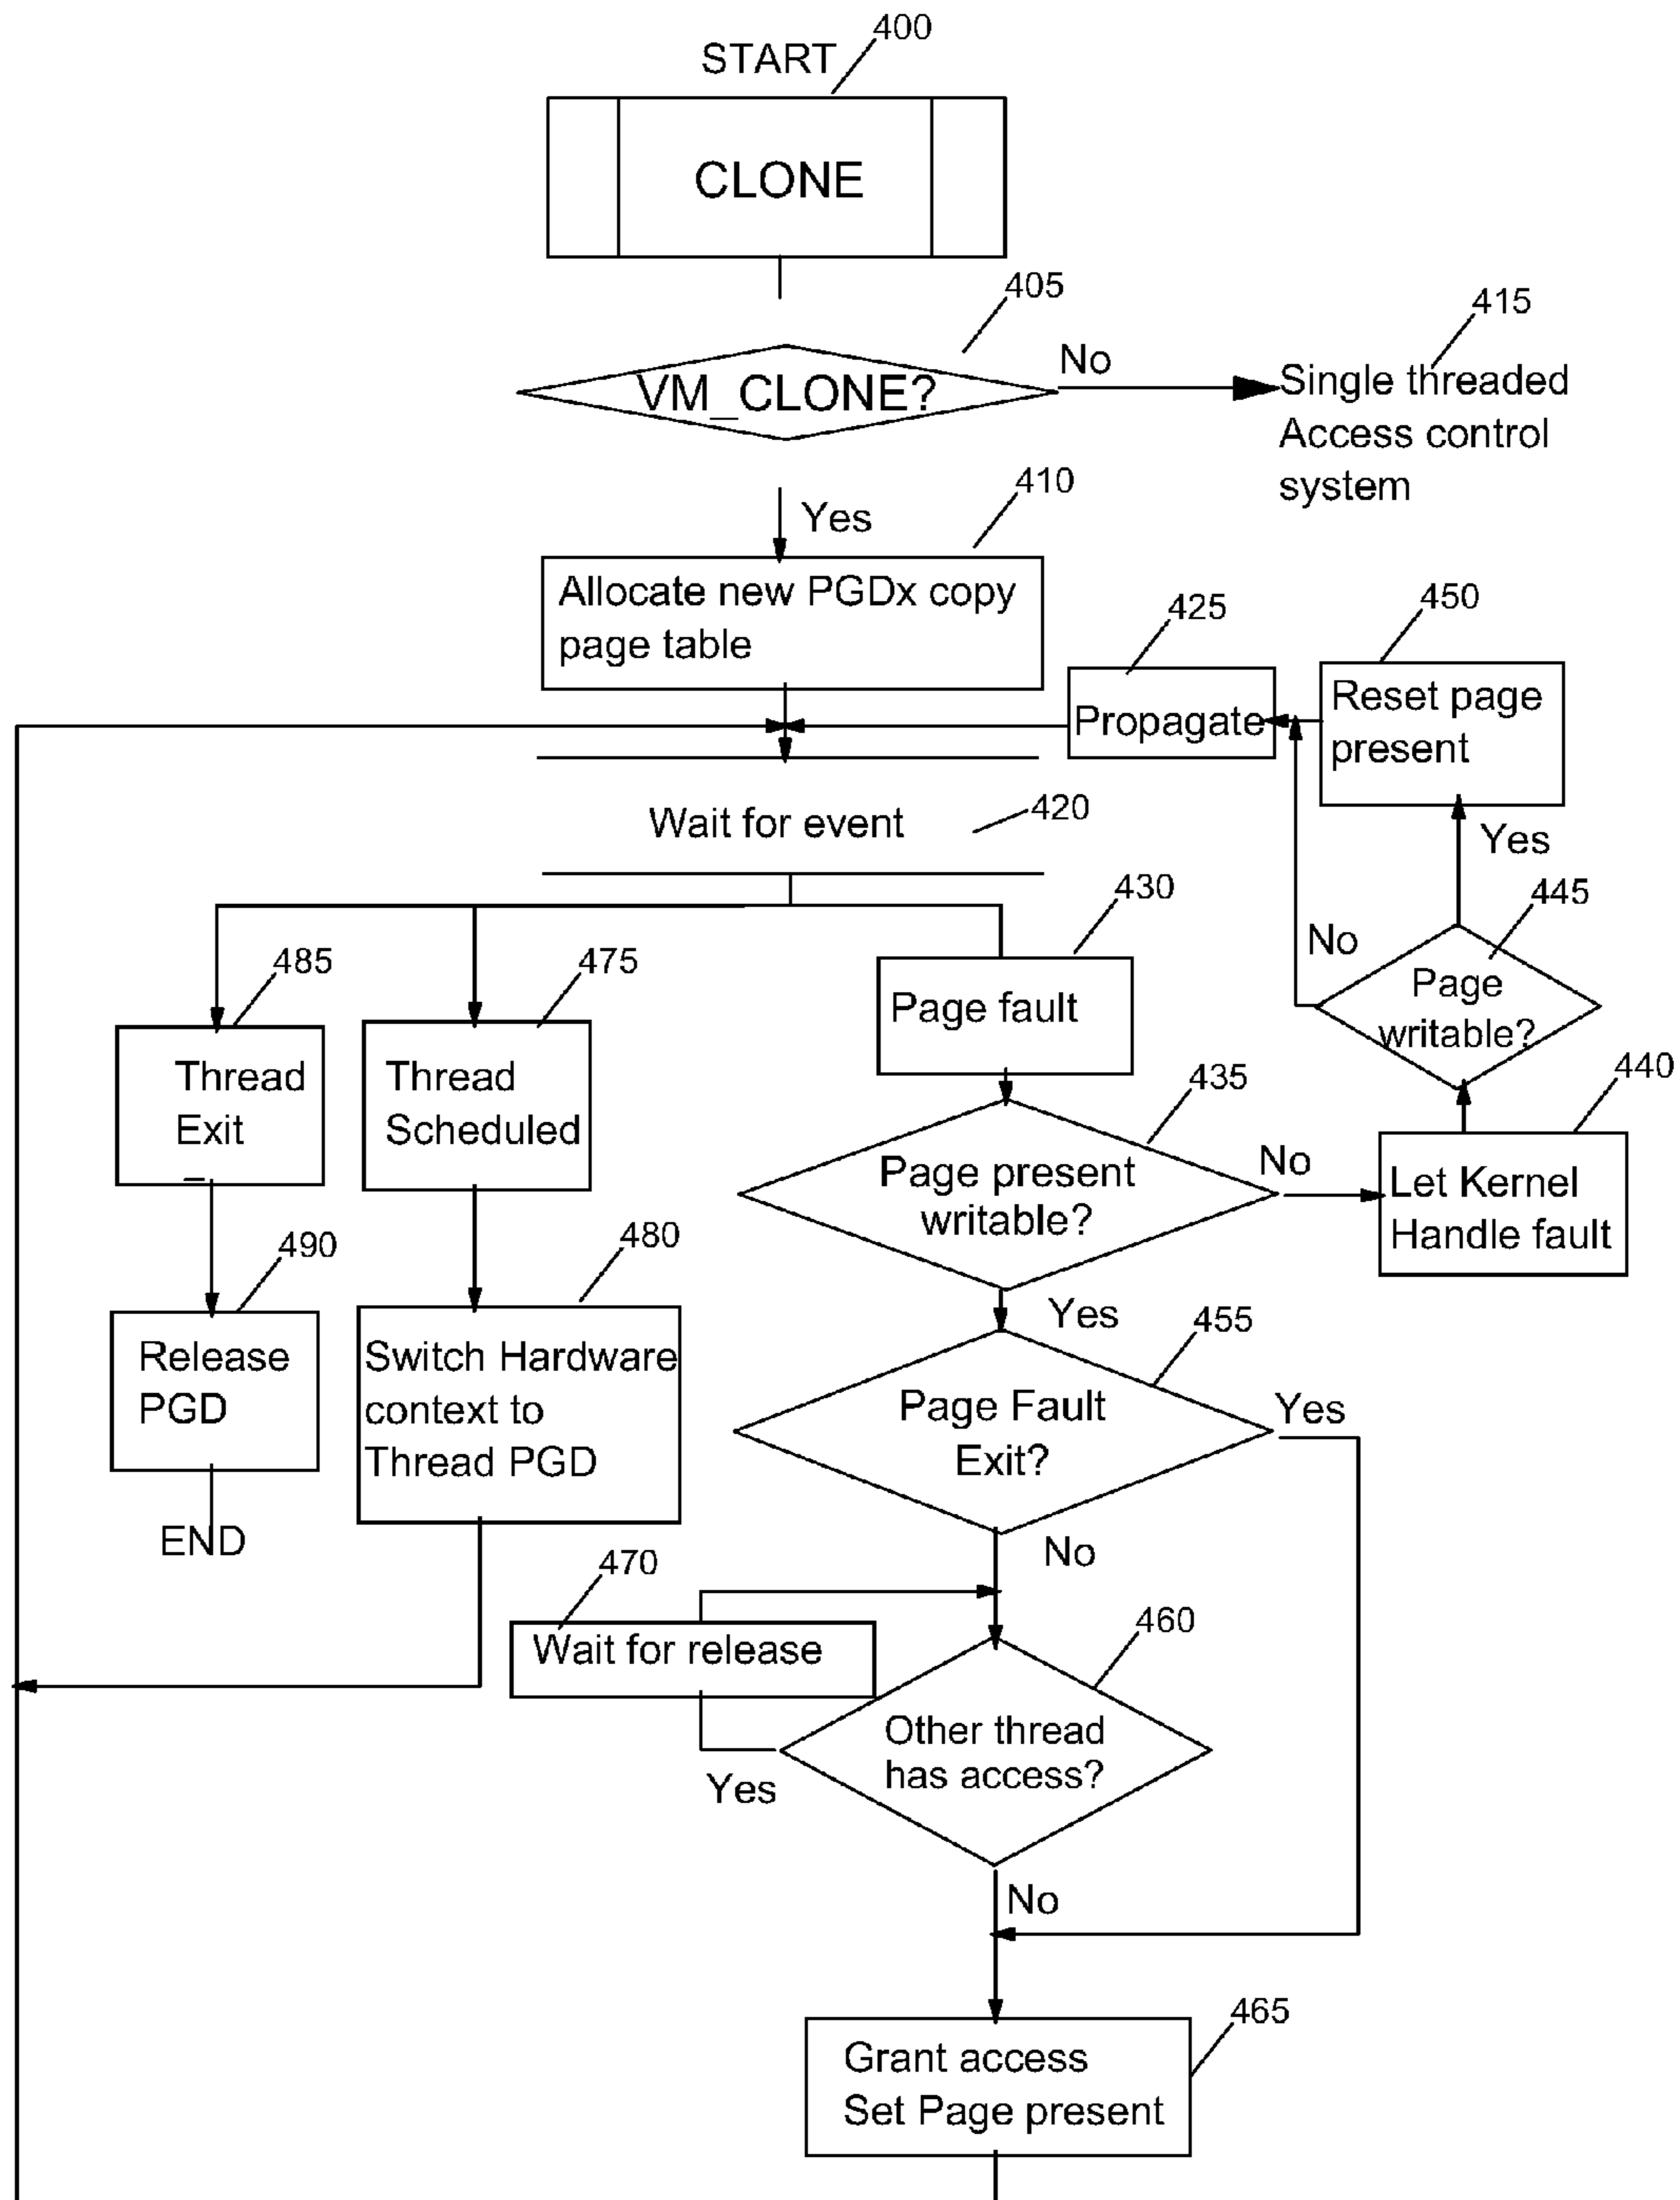 400
START
CLONE
405
VM_CLONE?
No
415
Single threaded
Access control
system
Yes
410
Allocate new PGDx copy
page table
425
Propagate
450
Reset page
present
Wait for event
420
Yes
430
445
No
Page
writable?
485
475
Page fault
Thread
Exit
Thread
Scheduled
435
Page present
writable?
No
440
Let Kernel
Handle fault
490
480
Yes
455
Release
PGD
Switch Hardware
context to
Thread PGD
Page Fault
Exit?
Yes
END
No
470
Wait for release
460
Other thread
has access?
Yes
No
465
Grant access
Set Page present